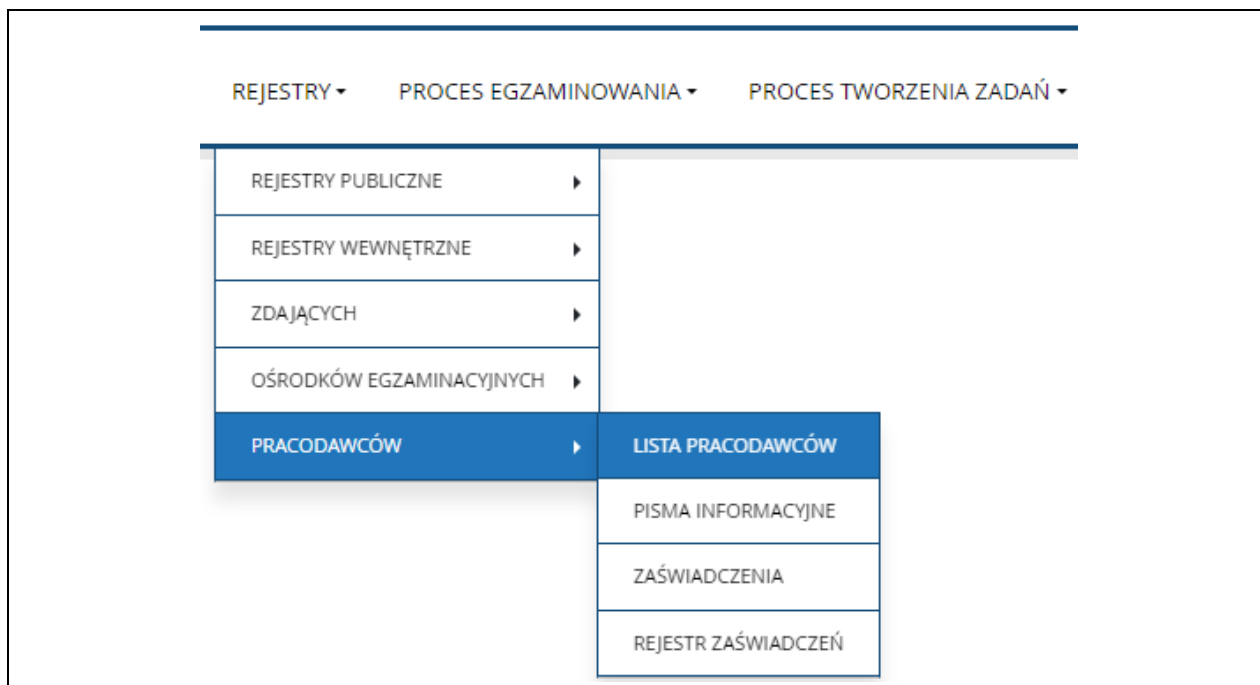 REJESTRY PROCES EGZAMINOWANIA PROCES TWORZENIA ZADAŃ
REJESTRY PUBLICZNE
REJESTRY WEWNĘTRZNE
ZDAJĄCYCH
OŚRODKÓW EGZAMINACYJNYCH
PRACODAWCÓW LISTA PRACODAWCÓW
PISMA INFORMACYJNE
ZAŚWIADCZENIA
REJESTR ZAŚWIADCZEŃ